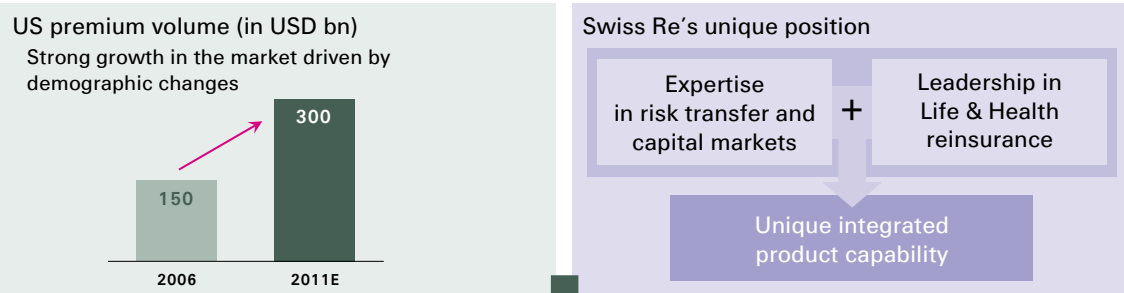 US premium volume (in USD bn)
Strong growth in the market driven by
demographic changes
300
150
2006
2011E
Swiss Re’s unique position
Expertise
in risk transfer and
capital markets
+
Leadership in
Life & Health
reinsurance
Unique integrated
product capability